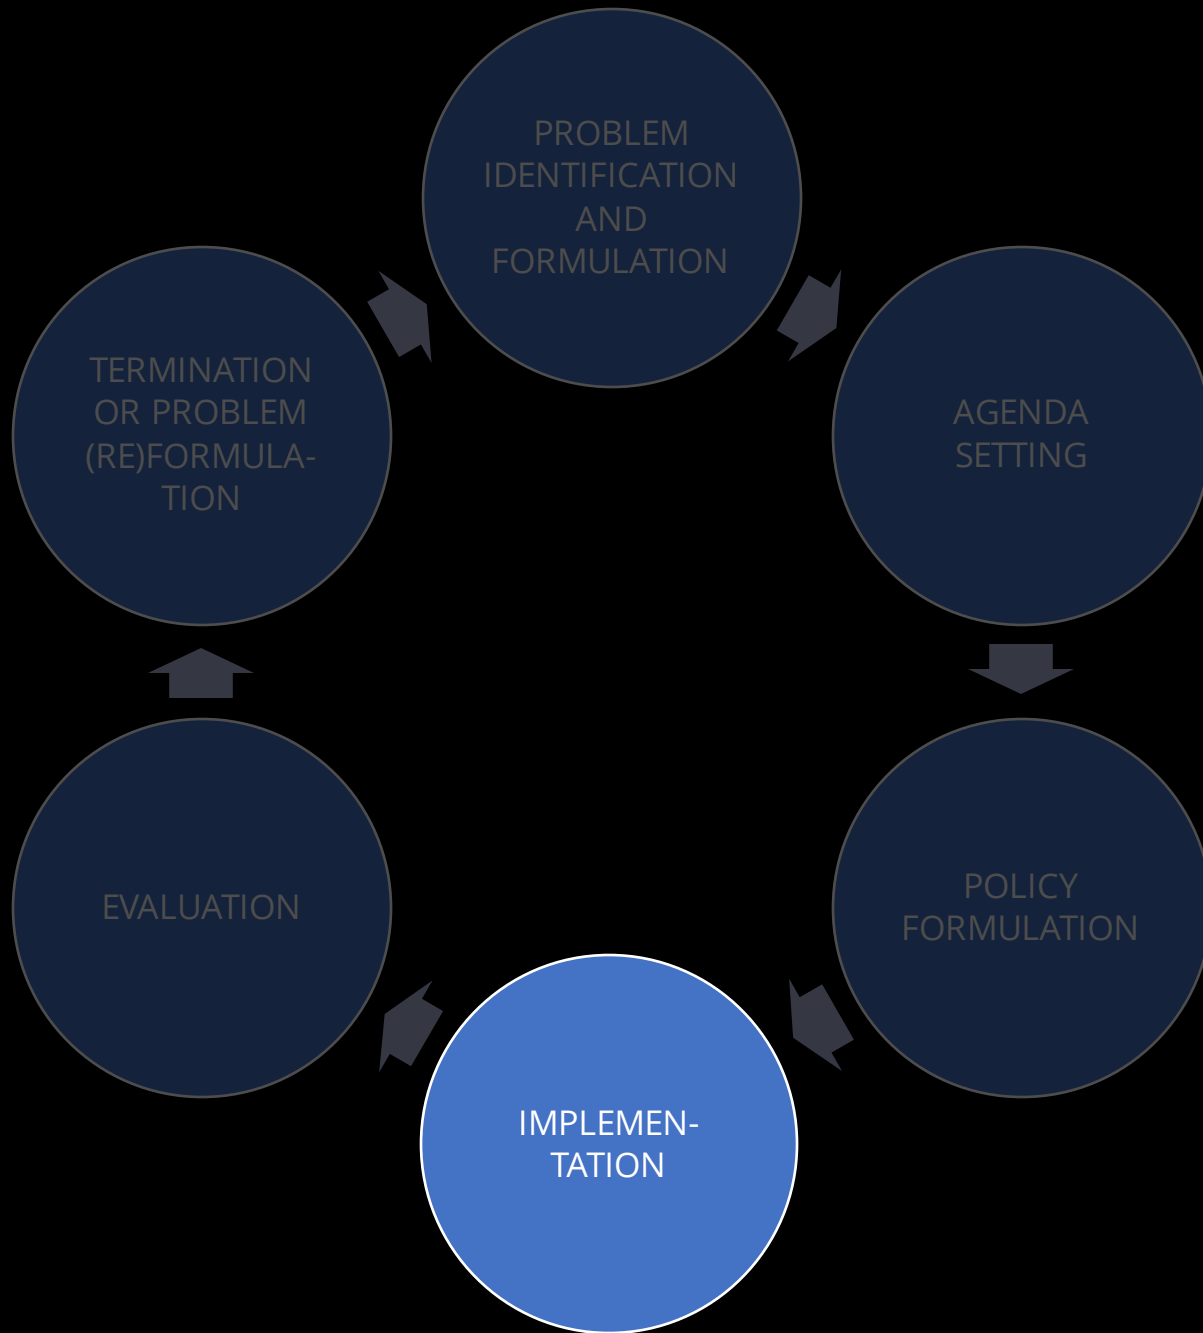 PROBLEM
IDENTIFICATION
AND
FORMULATION
AGENDA
SETTING
POLICY
FORMULATION
IMPLEMEN-
TATION
EVALUATION
TERMINATION
OR PROBLEM
(RE)FORMULA-
TION